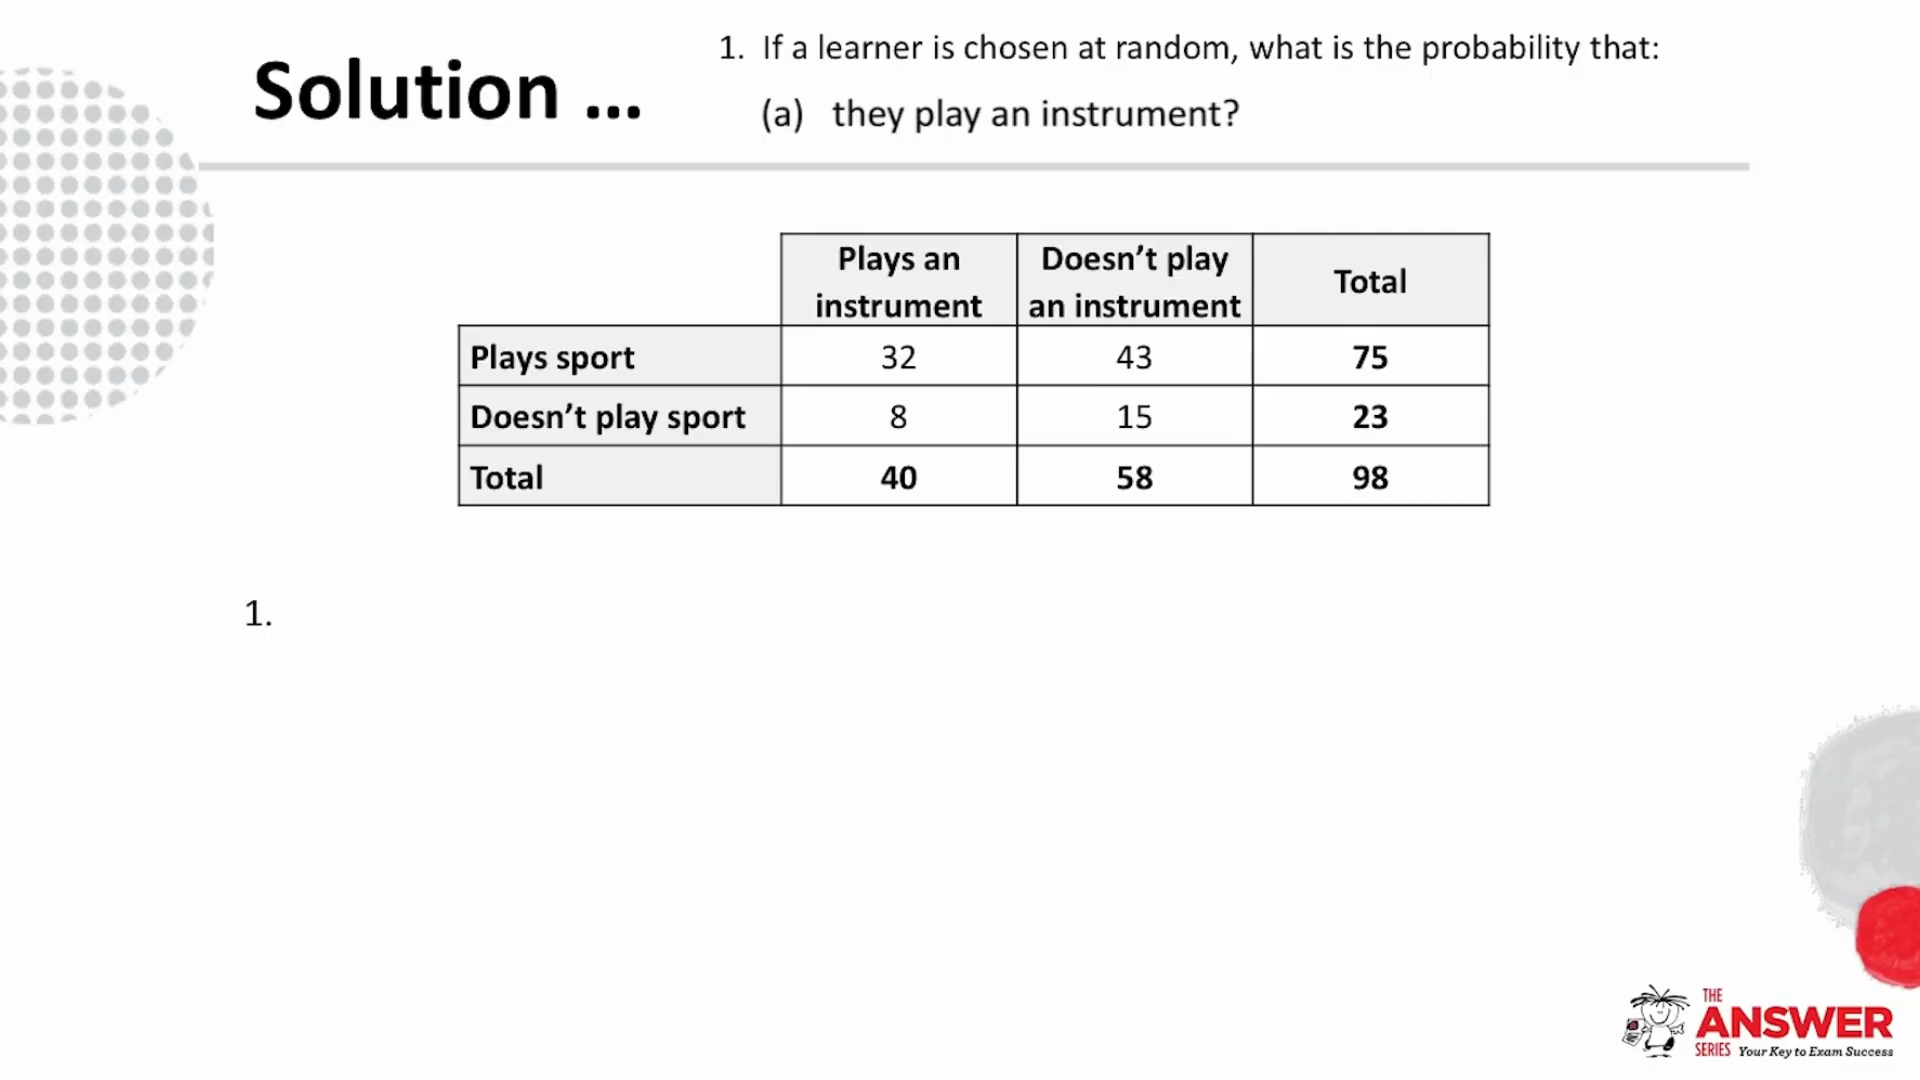 Solution ...
1. If a learner is chosen at random, what is the probability that:
(a) they play an instrument?
Plays an instrument Doesn’t play an instrument Total
Plays sport 32 43 75
Doesn’t play sport 8 15 23
Total 40 58 98
1.
THE
ANSWER
SERIES Your Key to Exam Success